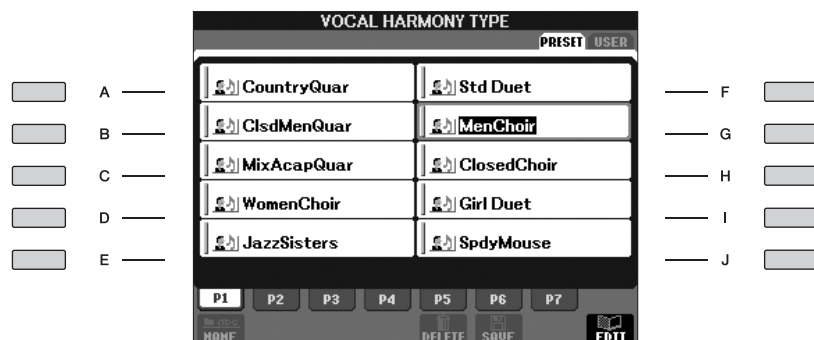 VOCAL HARMONY TYPE
PRESET USER
A CountryQuar Std Duet F
B ClsdMenQuar MenChoir G
C MixAcapQuar ClosedChoir H
D WomenChoir Girl Duet I
E JazzSisters SpdyMouse J
P1 P2 P3 P4 P5 P6 P7
abc
NAME DELETE SAVE EDIT